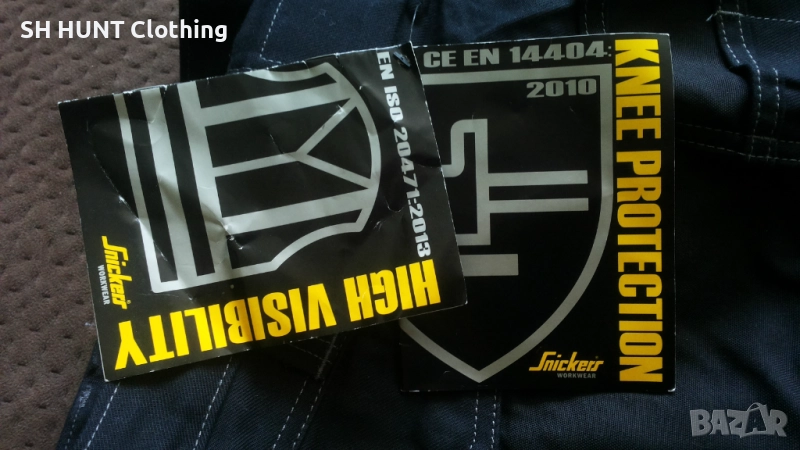 SH HUNT Clothing
EN ISO 20471:2013
HIGH VISIBILITY
Snickers
WORKWEAR
CE EN 14404:
2010
KNEE PROTECTION
Snickers
WORKWEAR
BAZAR